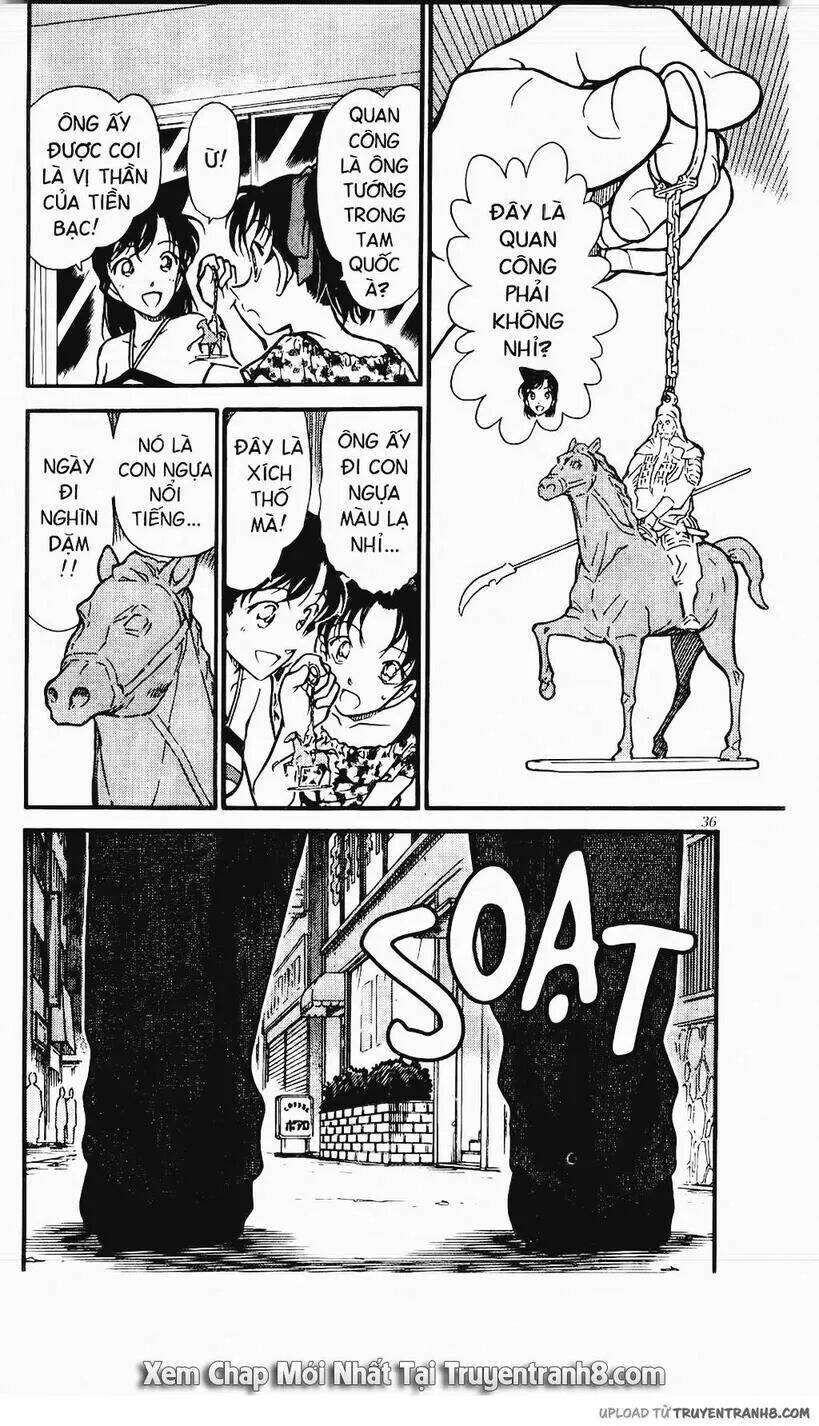 ĐÂY LÀ
QUAN
CÔNG
PHẢI
KHÔNG
NHỈ?
QUAN
CÔNG
LÀ ÔNG
TƯỚNG
TRONG
TAM
QUỐC
À?
Ừ!
ÔNG ẤY
ĐƯỢC COI
LÀ VỊ THẦN
CỦA TIỀN
BẠC!
ÔNG ẤY
ĐI CON
NGỰA
MÀU LẠ
NHỈ...
ĐÂY LÀ
XÍCH
THỐ
MÀ!
NÓ LÀ
CON NGỰA
NỔI
TIẾNG...
NGÀY
ĐI
NGHÌN
DẶM
!!
36
SOẠT
ポアロ
Xem Chap Mới Nhất Tại Truyentranh8.com
UPLOAD TỪ TRUYENTRANH8.COM